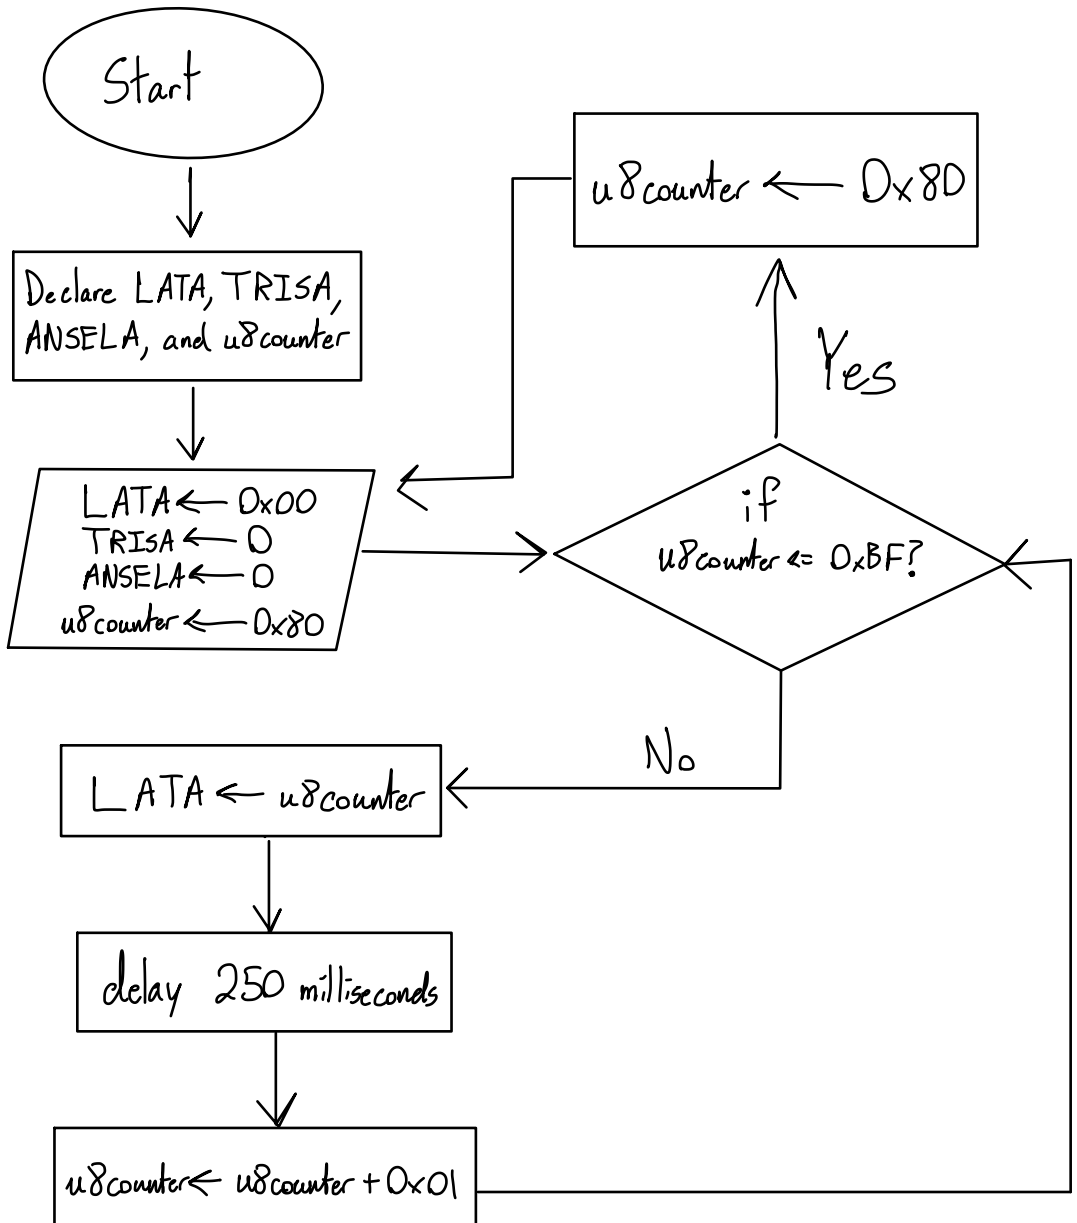 Start
u8counter ← 0x80
Declare LATA, TRISA,
ANSELA, and u8counter
Yes
LATA ← 0x00
TRISA ← 0
ANSELA ← 0
u8counter ← 0x80
if
u8counter <= 0xBF?
No
LATA ← u8counter
delay 250 milliseconds
u8counter ← u8counter + 0x01